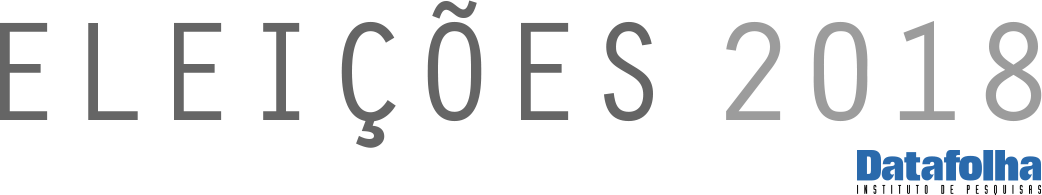 ELEIÇÕES 2018
Datafolha
INSTITUTO DE PESQUISAS